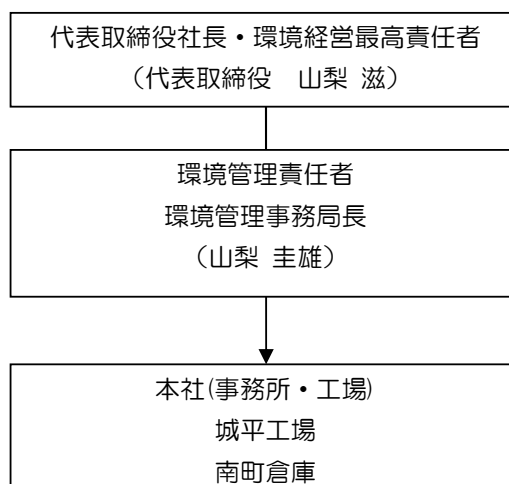 代表取締役社長・環境経営最高責任者
（代表取締役　山梨 滋）
環境管理責任者
環境管理事務局長
（山梨 圭雄）
本社(事務所・工場)
城平工場
南町倉庫